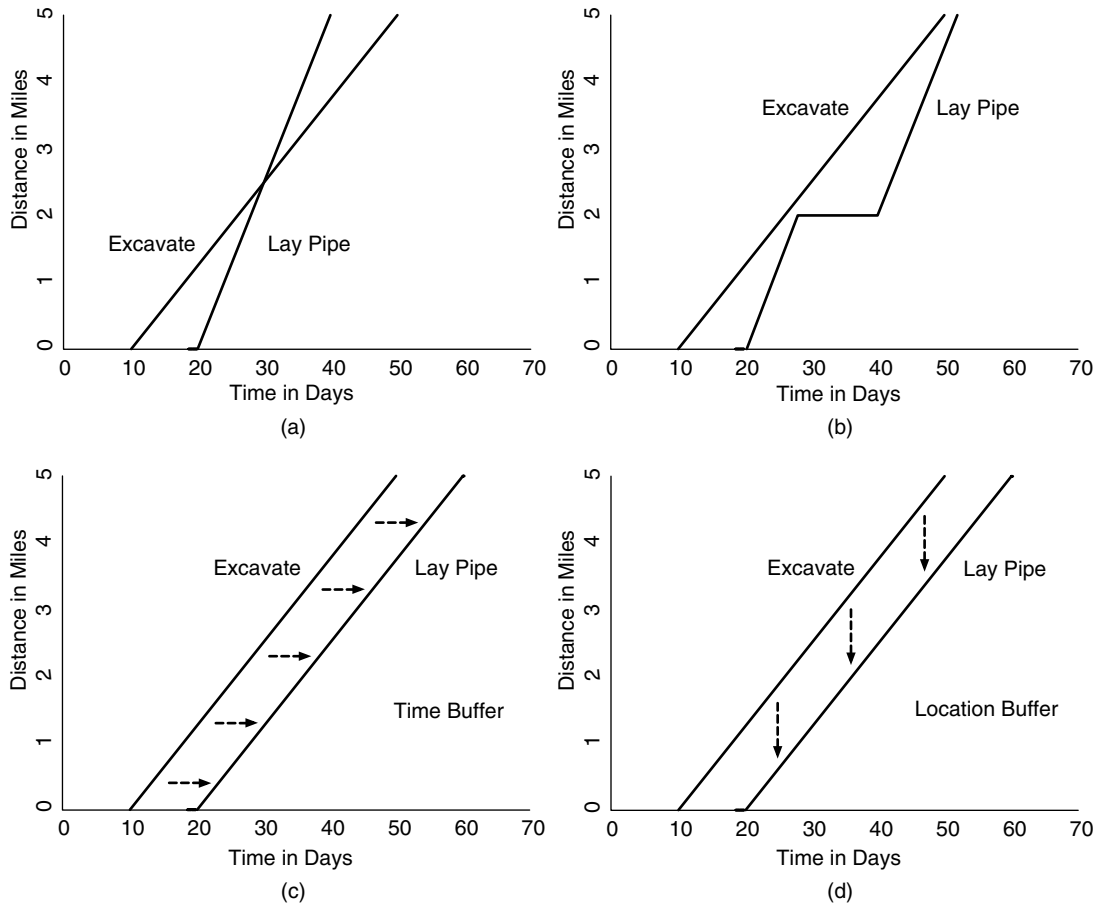 5
4
3
2
1
0
Distance in Miles
Excavate
Lay Pipe
0 10 20 30 40 50 60 70
Time in Days
(a)
5
4
3
2
1
0
Distance in Miles
Excavate
Lay Pipe
0 10 20 30 40 50 60 70
Time in Days
(b)
5
4
3
2
1
0
Distance in Miles
Excavate
Lay Pipe
Time Buffer
0 10 20 30 40 50 60 70
Time in Days
(c)
5
4
3
2
1
0
Distance in Miles
Excavate
Lay Pipe
Location Buffer
0 10 20 30 40 50 60 70
Time in Days
(d)